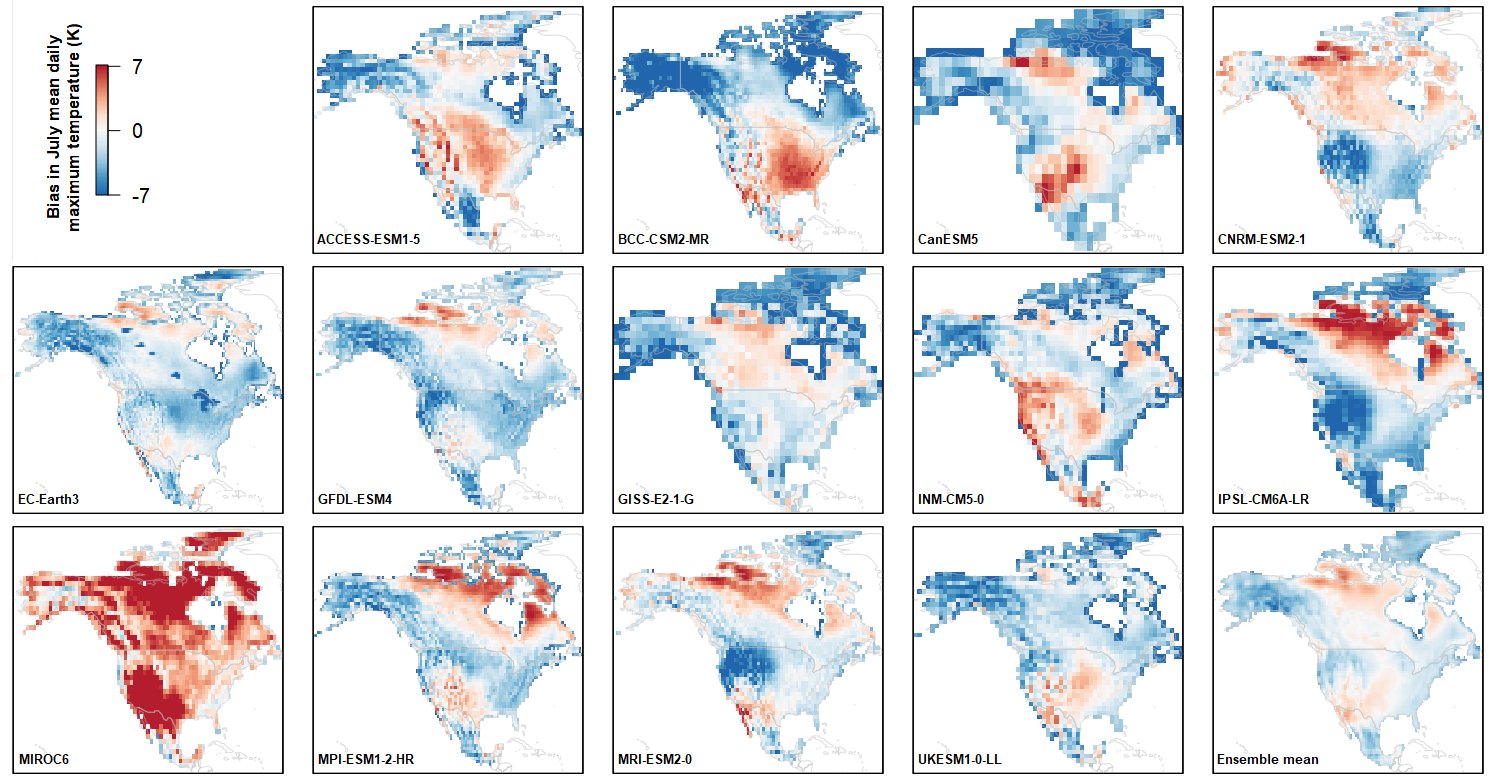 Bias in July mean daily
maximum temperature (K)
7
0
-7
ACCESS-ESM1-5
BCC-CSM2-MR
CanESM5
CNRM-ESM2-1
EC-Earth3
GFDL-ESM4
GISS-E2-1-G
INM-CM5-0
IPSL-CM6A-LR
MIROC6
MPI-ESM1-2-HR
MRI-ESM2-0
UKESM1-0-LL
Ensemble mean